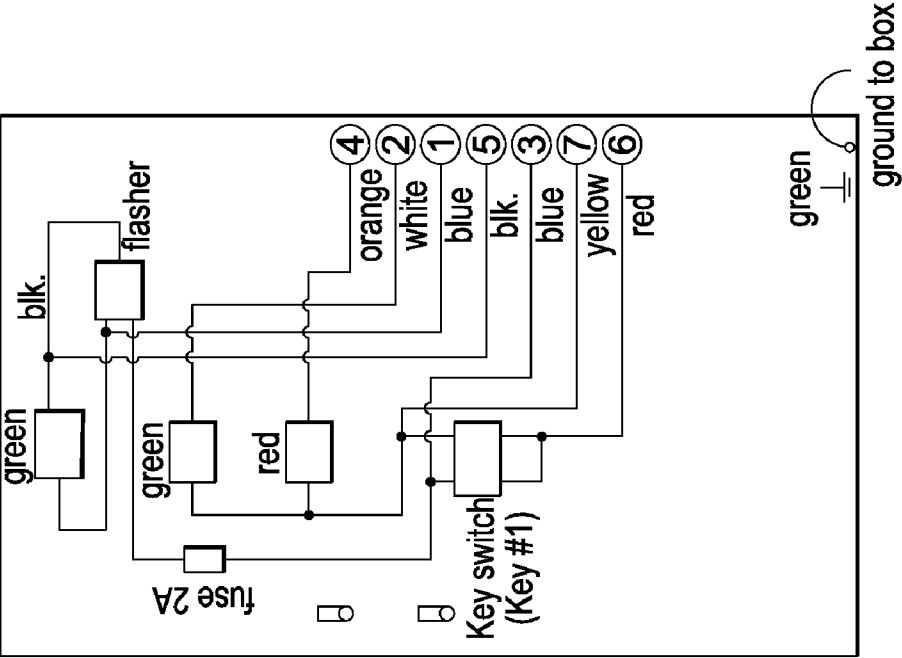 ground to box
green
4
2
1
5
3
7
6
orange
white
blue
blk.
blue
yellow
red
flasher
blk.
green
green
red
Key switch
(Key #1)
fuse 2A